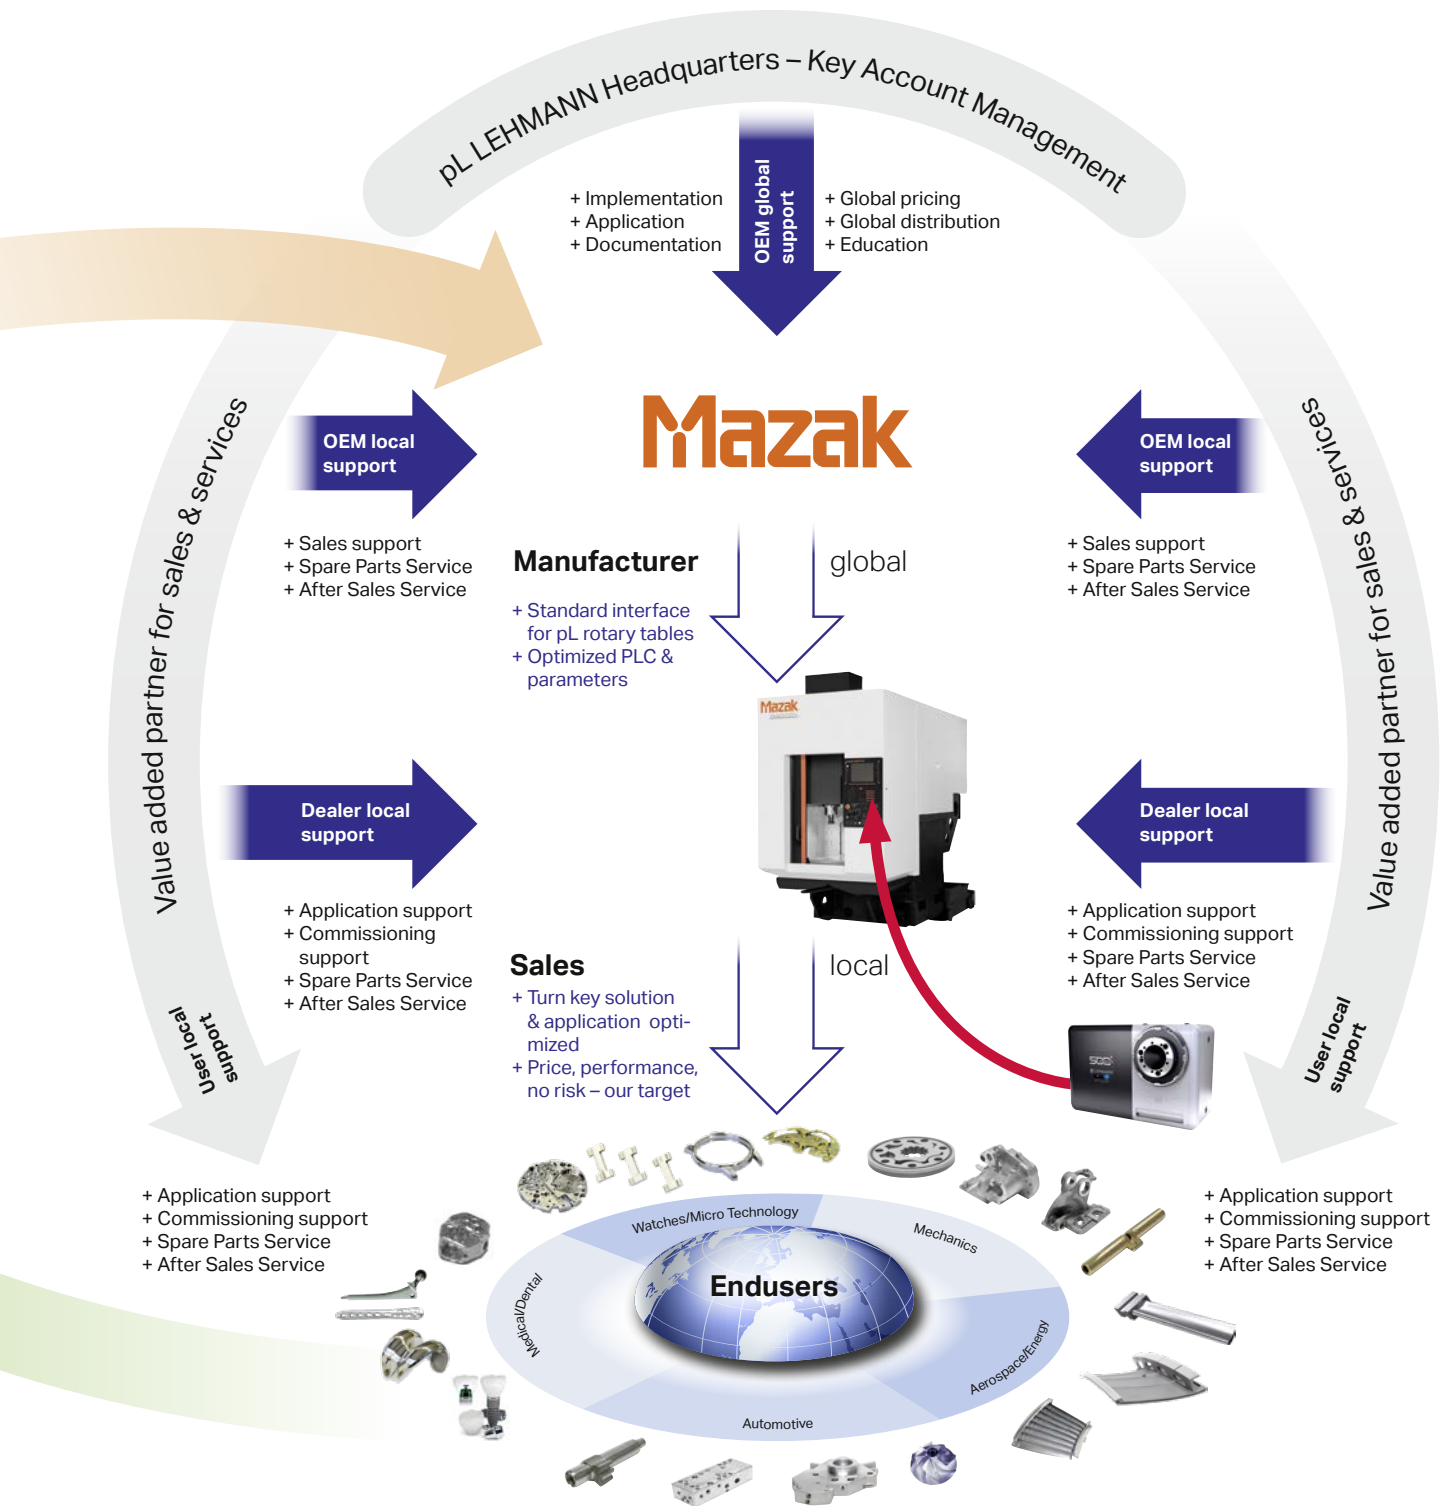 pL LEHMANN Headquarters – Key Account Management
+ Implementation
+ Application
+ Documentation
OEM global
support
+ Global pricing
+ Global distribution
+ Education
Mazak
Value added partner for sales & services
OEM local
support
+ Sales support
+ Spare Parts Service
+ After Sales Service
Manufacturer
global
+ Standard interface
for pL rotary tables
+ Optimized PLC &
parameters
OEM local
support
+ Sales support
+ Spare Parts Service
+ After Sales Service
Value added partner for sales & services
Mazak
Dealer local
support
+ Application support
+ Commissioning
support
+ Spare Parts Service
+ After Sales Service
Sales
local
+ Turn key solution
& application opti-
mized
+ Price, performance,
no risk – our target
Dealer local
support
+ Application support
+ Commissioning support
+ Spare Parts Service
+ After Sales Service
User local
support
+ Application support
+ Commissioning support
+ Spare Parts Service
+ After Sales Service
User local
support
+ Application support
+ Commissioning support
+ Spare Parts Service
+ After Sales Service
Watches/Micro Technology
Mechanics
Medical/Dental
Endusers
Aerospace/Energy
Automotive